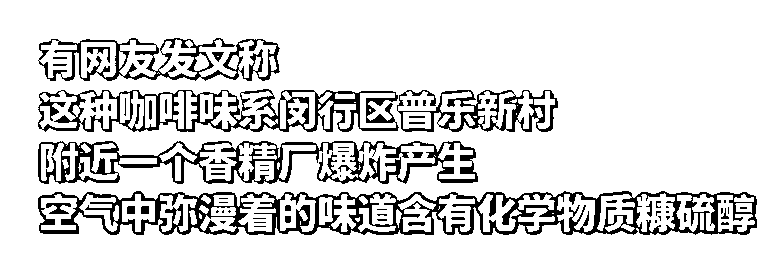 有网友发文称
这种咖啡味系闵行区普乐新村
附近一个香精厂爆炸产生
空气中弥漫着的味道含有化学物质糠硫醇